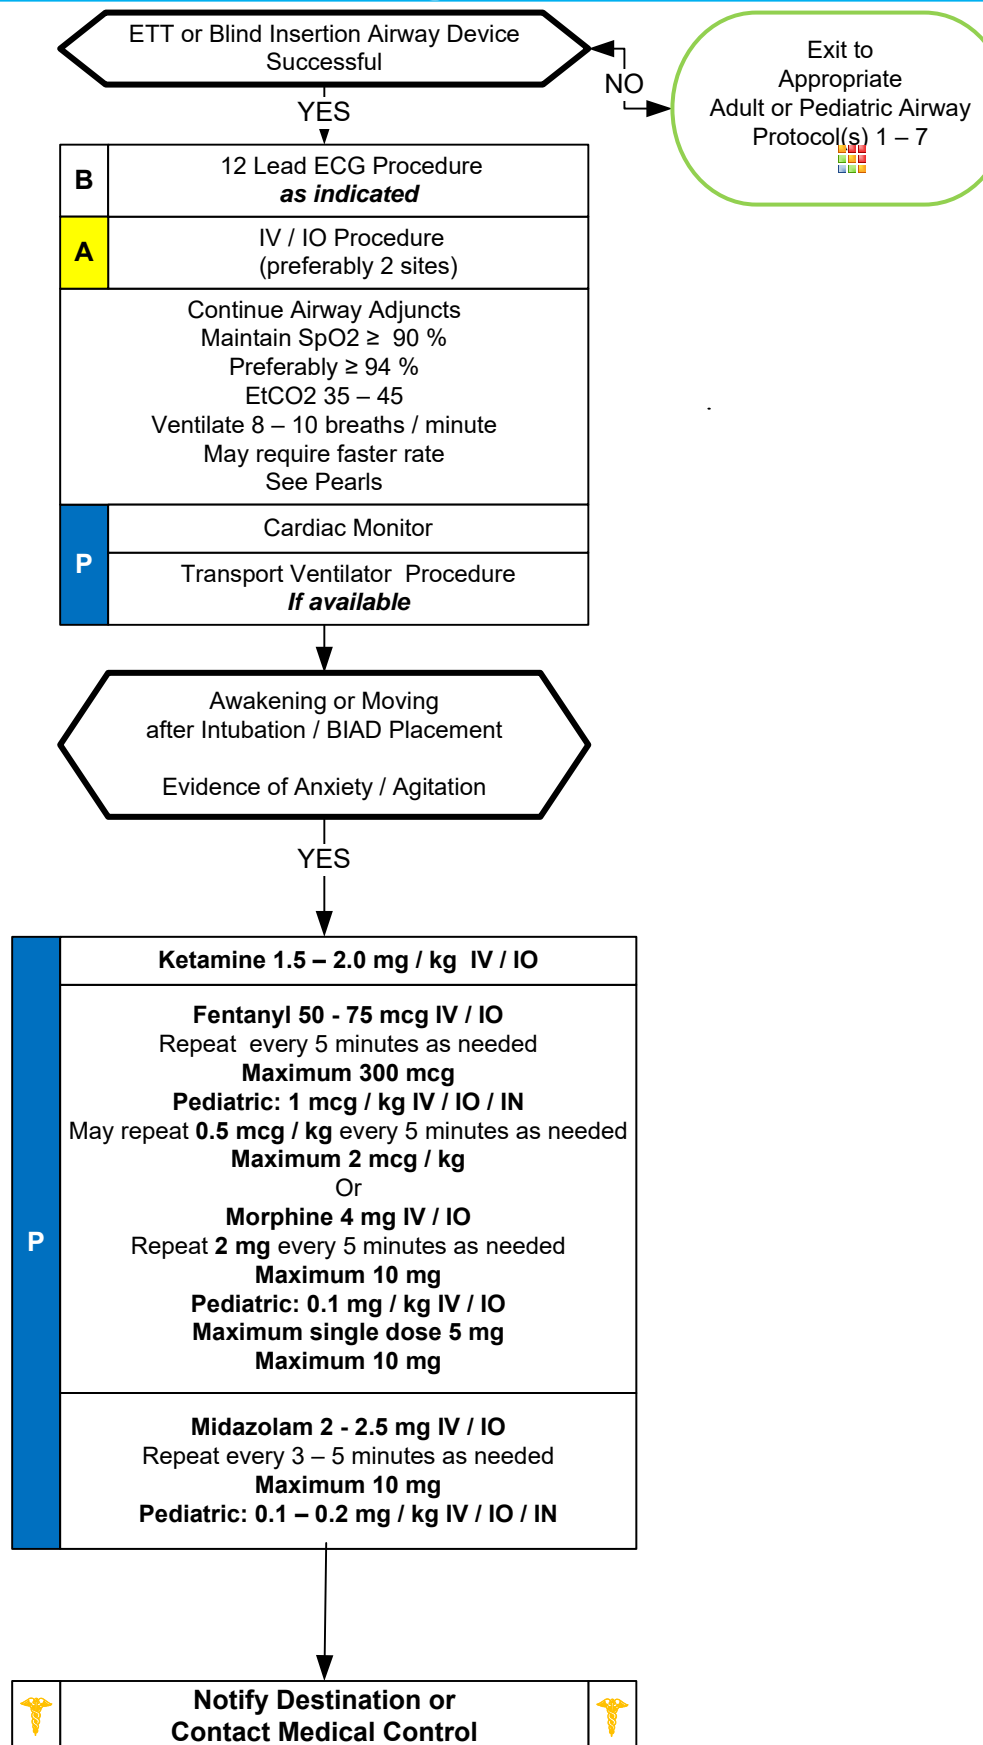 ETT or Blind Insertion Airway Device
Successful
NO
Exit to
Appropriate
Adult or Pediatric Airway
Protocol(s) 1 – 7
YES
B
12 Lead ECG Procedure
as indicated
A
IV / IO Procedure
(preferably 2 sites)
Continue Airway Adjuncts
Maintain SpO2 ≥ 90 %
Preferably ≥ 94 %
EtCO2 35 – 45
Ventilate 8 – 10 breaths / minute
May require faster rate
See Pearls
P
Cardiac Monitor
Transport Ventilator Procedure
If available
Awakening or Moving
after Intubation / BIAD Placement
Evidence of Anxiety / Agitation
YES
P
Ketamine 1.5 – 2.0 mg / kg IV / IO
Fentanyl 50 - 75 mcg IV / IO
Repeat every 5 minutes as needed
Maximum 300 mcg
Pediatric: 1 mcg / kg IV / IO / IN
May repeat 0.5 mcg / kg every 5 minutes as needed
Maximum 2 mcg / kg
Or
Morphine 4 mg IV / IO
Repeat 2 mg every 5 minutes as needed
Maximum 10 mg
Pediatric: 0.1 mg / kg IV / IO
Maximum single dose 5 mg
Maximum 10 mg
Midazolam 2 - 2.5 mg IV / IO
Repeat every 3 – 5 minutes as needed
Maximum 10 mg
Pediatric: 0.1 – 0.2 mg / kg IV / IO / IN
Notify Destination or
Contact Medical Control